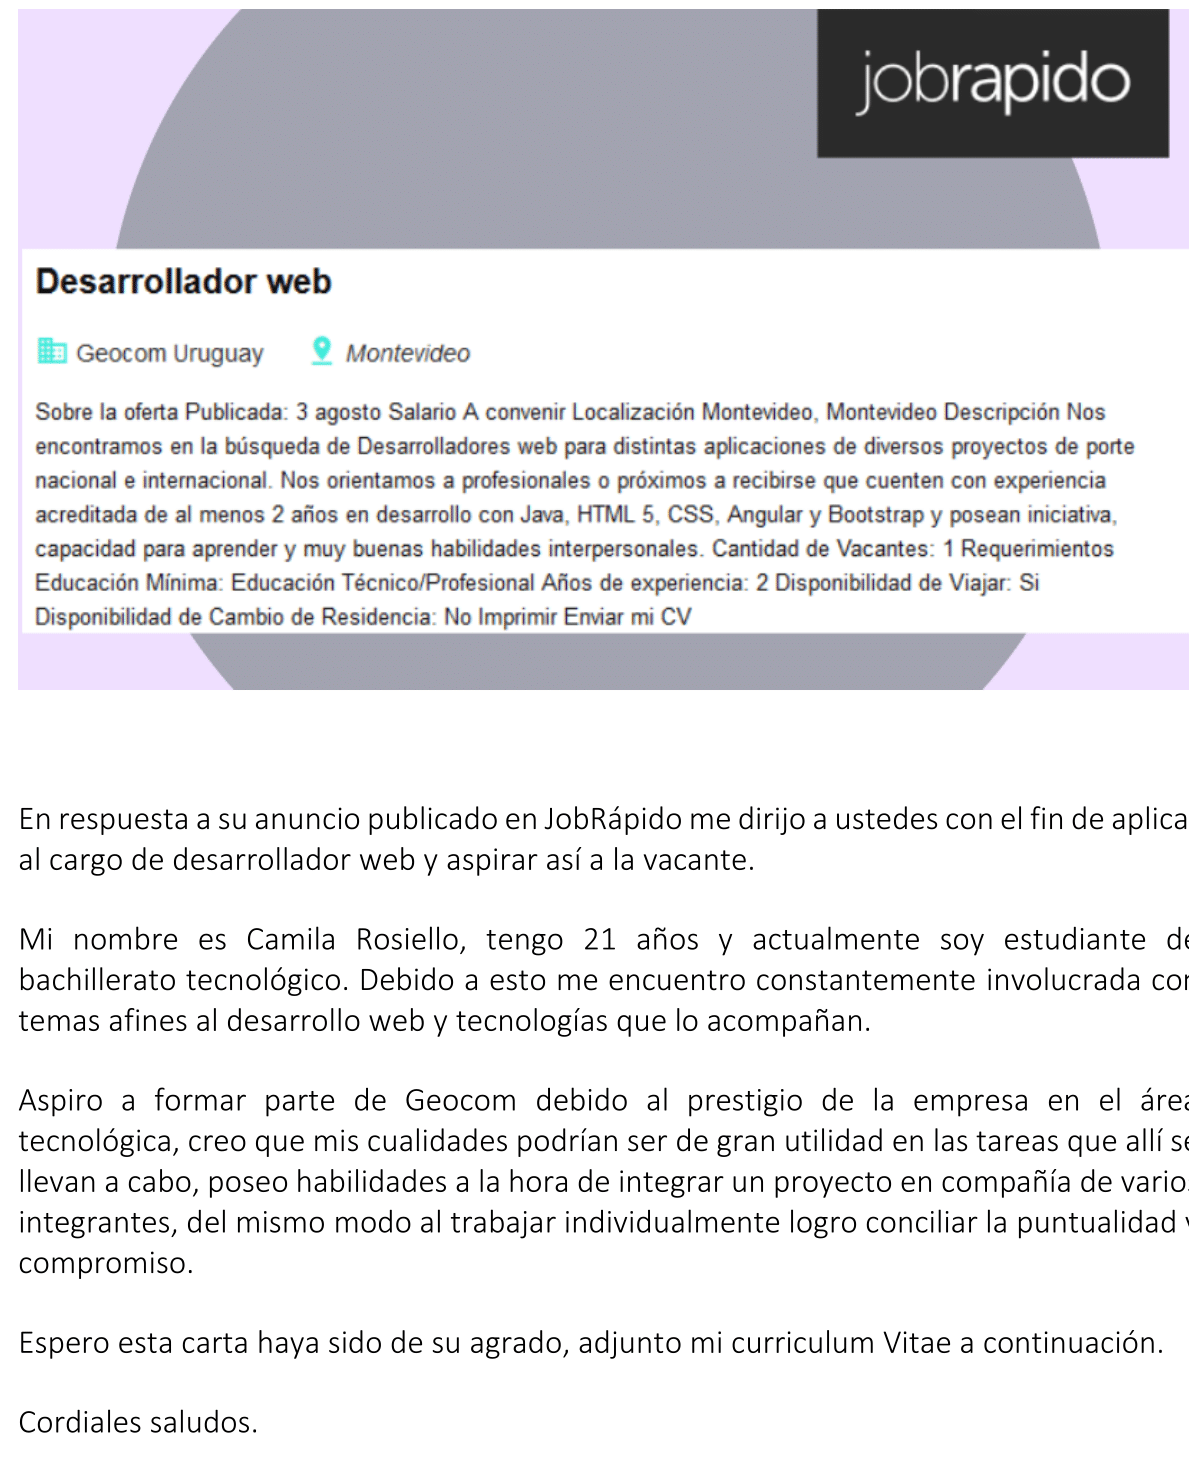 jobrapido
Desarrollador web
Geocom Uruguay Montevideo
Sobre la oferta Publicada: 3 agosto Salario A convenir Localización Montevideo, Montevideo Descripción Nos
encontramos en la búsqueda de Desarrolladores web para distintas aplicaciones de diversos proyectos de porte
nacional e internacional. Nos orientamos a profesionales o próximos a recibirse que cuenten con experiencia
acreditada de al menos 2 años en desarrollo con Java, HTML 5, CSS, Angular y Bootstrap y posean iniciativa,
capacidad para aprender y muy buenas habilidades interpersonales. Cantidad de Vacantes: 1 Requerimientos
Educación Mínima: Educación Técnico/Profesional Años de experiencia: 2 Disponibilidad de Viajar: Si
Disponibilidad de Cambio de Residencia: No Imprimir Enviar mi CV
En respuesta a su anuncio publicado en JobRápido me dirijo a ustedes con el fin de aplica
al cargo de desarrollador web y aspirar así a la vacante.
Mi nombre es Camila Rosiello, tengo 21 años y actualmente soy estudiante de
bachillerato tecnológico. Debido a esto me encuentro constantemente involucrada con
temas afines al desarrollo web y tecnologías que lo acompañan.
Aspiro a formar parte de Geocom debido al prestigio de la empresa en el área
tecnológica, creo que mis cualidades podrían ser de gran utilidad en las tareas que allí se
llevan a cabo, poseo habilidades a la hora de integrar un proyecto en compañía de varios
integrantes, del mismo modo al trabajar individualmente logro conciliar la puntualidad y
compromiso.
Espero esta carta haya sido de su agrado, adjunto mi curriculum Vitae a continuación.
Cordiales saludos.